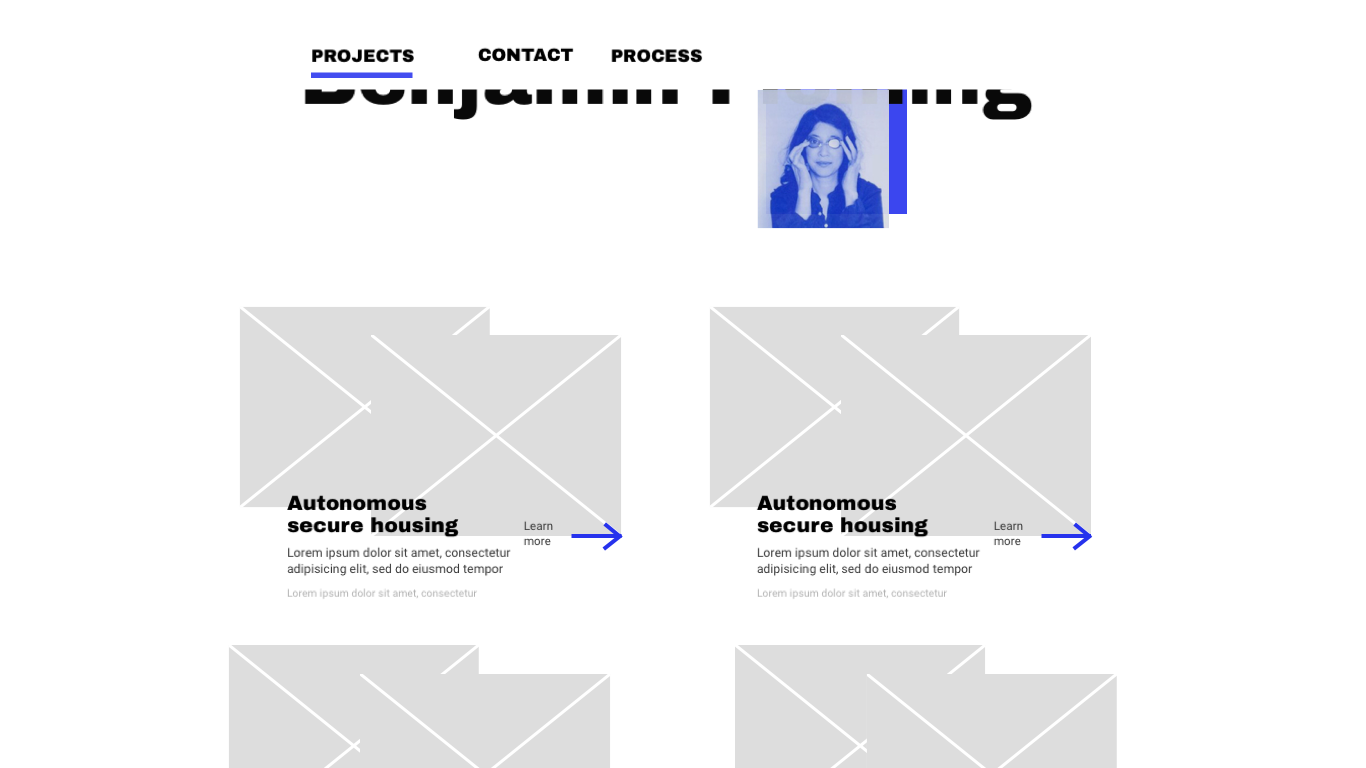 PROJECTS CONTACT PROCESS
Benjamin
Autonomous
secure housing
Learn
more
Lorem ipsum dolor sit amet, consectetur
adipisicing elit, sed do eiusmod tempor
Lorem ipsum dolor sit amet, consectetur
Autonomous
secure housing
Learn
more
Lorem ipsum dolor sit amet, consectetur
adipisicing elit, sed do eiusmod tempor
Lorem ipsum dolor sit amet, consectetur